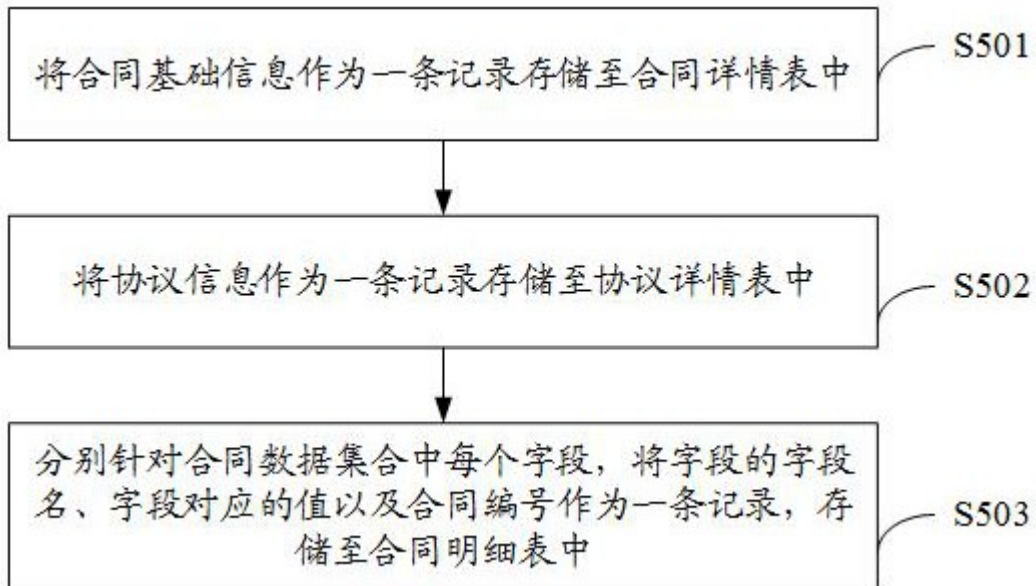 将合同基础信息作为一条记录存储至合同详情表中
S501
将协议信息作为一条记录存储至协议详情表中
S502
分别针对合同数据集合中每个字段，将字段的字段
名、字段对应的值以及合同编号作为一条记录，存
储至合同明细表中
S503